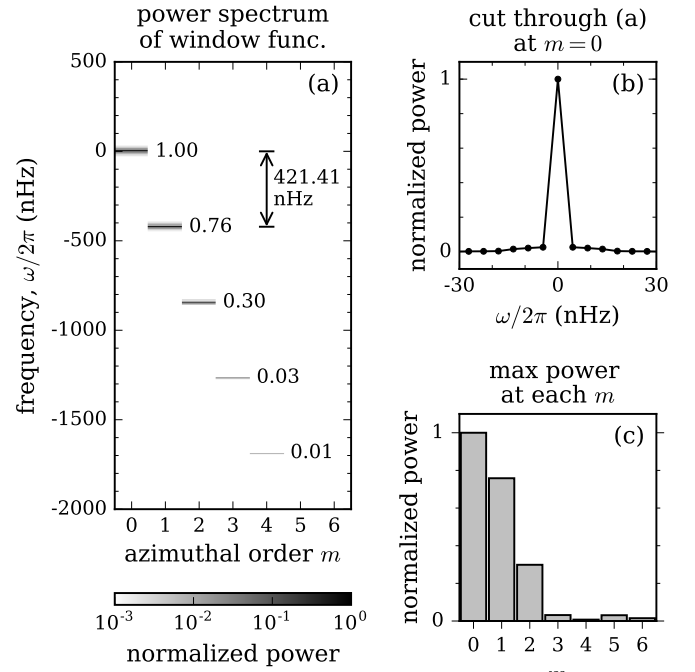 power spectrum
of window func.
500
0
-500
-1000
-1500
-2000
frequency, ω/2π (nHz)
(a)
1.00
0.76
0.30
0.03
0.01
421.41
nHz
0 1 2 3 4 5 6
azimuthal order m
10⁻³ 10⁻² 10⁻¹ 10⁰
normalized power
cut through (a)
at m=0
(b)
1
0
normalized power
-30 0 30
ω/2π (nHz)
max power
at each m
(c)
1
0
normalized power
0 1 2 3 4 5 6